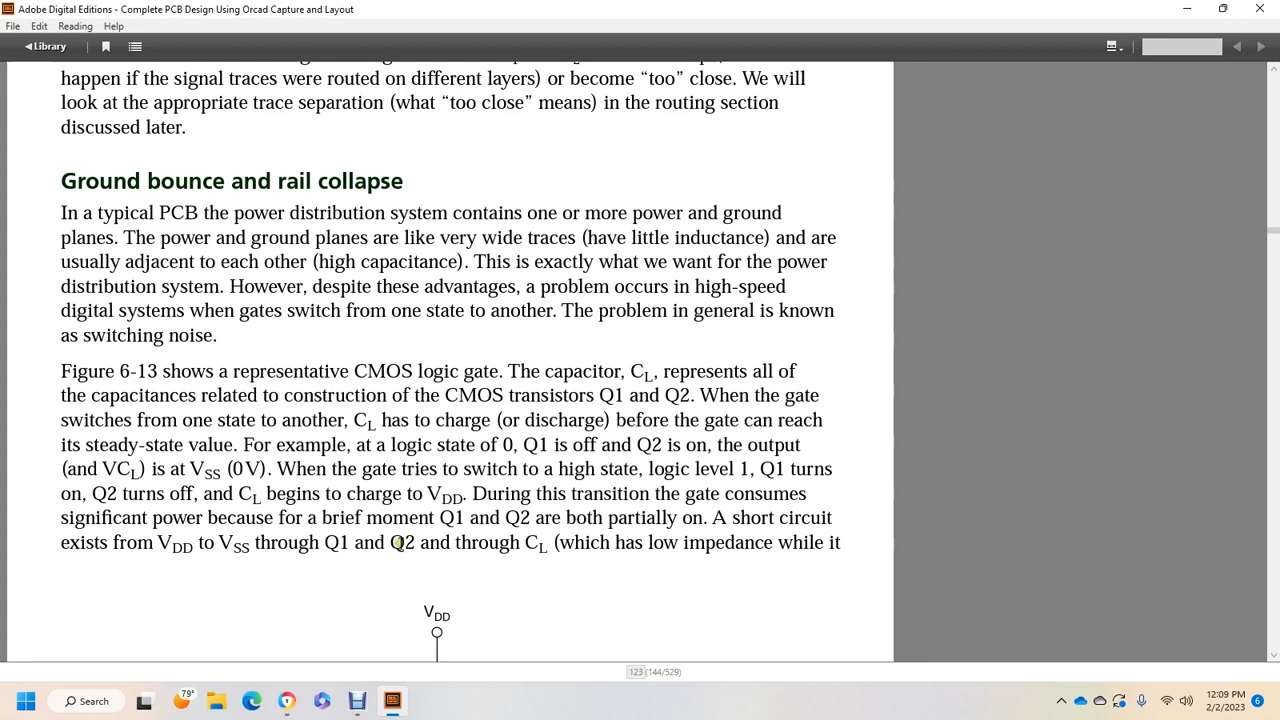 Adobe Digital Editions - Complete PCB Design Using Orcad Capture and Layout
File Edit Reading Help
Library
happen if the signal traces were routed on different layers) or become “too” close. We will
look at the appropriate trace separation (what “too close” means) in the routing section
discussed later.
Ground bounce and rail collapse
In a typical PCB the power distribution system contains one or more power and ground
planes. The power and ground planes are like very wide traces (have little inductance) and are
usually adjacent to each other (high capacitance). This is exactly what we want for the power
distribution system. However, despite these advantages, a problem occurs in high-speed
digital systems when gates switch from one state to another. The problem in general is known
as switching noise.
Figure 6-13 shows a representative CMOS logic gate. The capacitor, CL, represents all of
the capacitances related to construction of the CMOS transistors Q1 and Q2. When the gate
switches from one state to another, CL has to charge (or discharge) before the gate can reach
its steady-state value. For example, at a logic state of 0, Q1 is off and Q2 is on, the output
(and VCL) is at VSS (0V). When the gate tries to switch to a high state, logic level 1, Q1 turns
on, Q2 turns off, and CL begins to charge to VDD. During this transition the gate consumes
significant power because for a brief moment Q1 and Q2 are both partially on. A short circuit
exists from VDD to VSS through Q1 and Q2 and through CL (which has low impedance while it
VDD
123 (144/529)
Search
79°
12:09 PM
2/2/2023
6